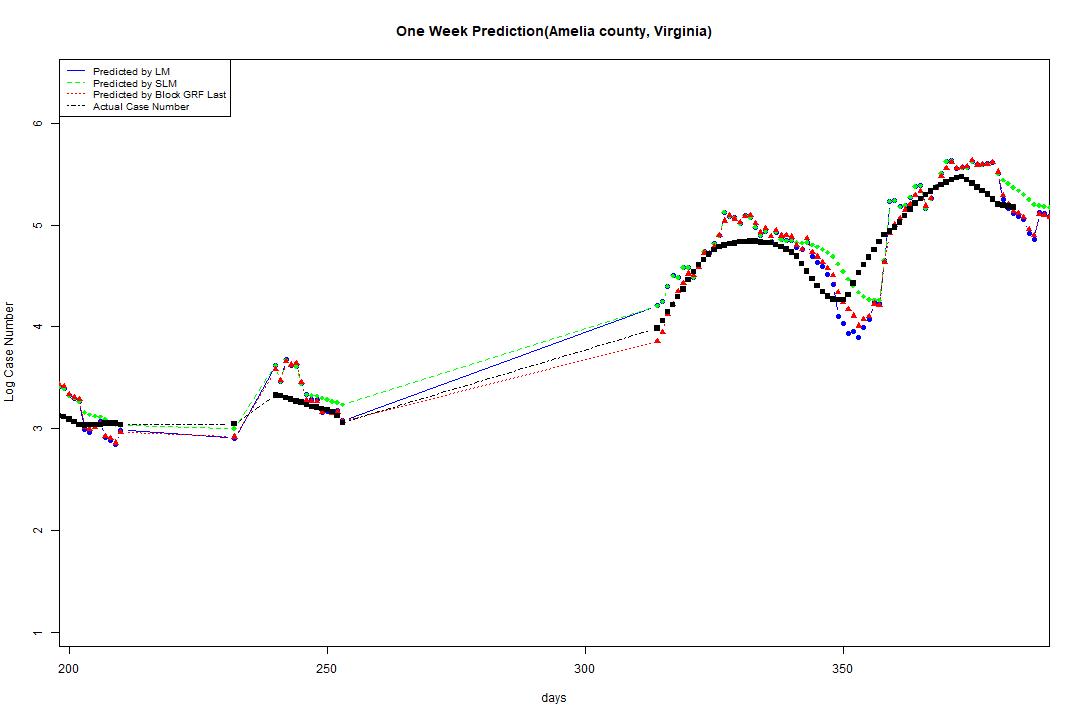 One Week Prediction(Amelia county, Virginia)
Predicted by LM
Predicted by SLM
Predicted by Block GRF Last
Actual Case Number
Log Case Number
6
5
4
3
2
1
200
250
300
350
days